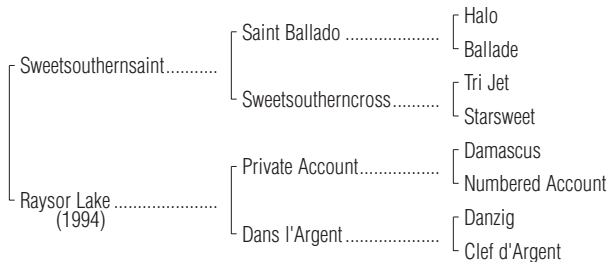 Halo
Saint Ballado ..................
Ballade
Sweetsouthernsaint...........
Tri Jet
Sweetsoutherncross..........
Starsweet
Damascus
Private Account.................
Numbered Account
Raysor Lake ......................
(1994)
Danzig
Dans l'Argent ....................
Clef d'Argent